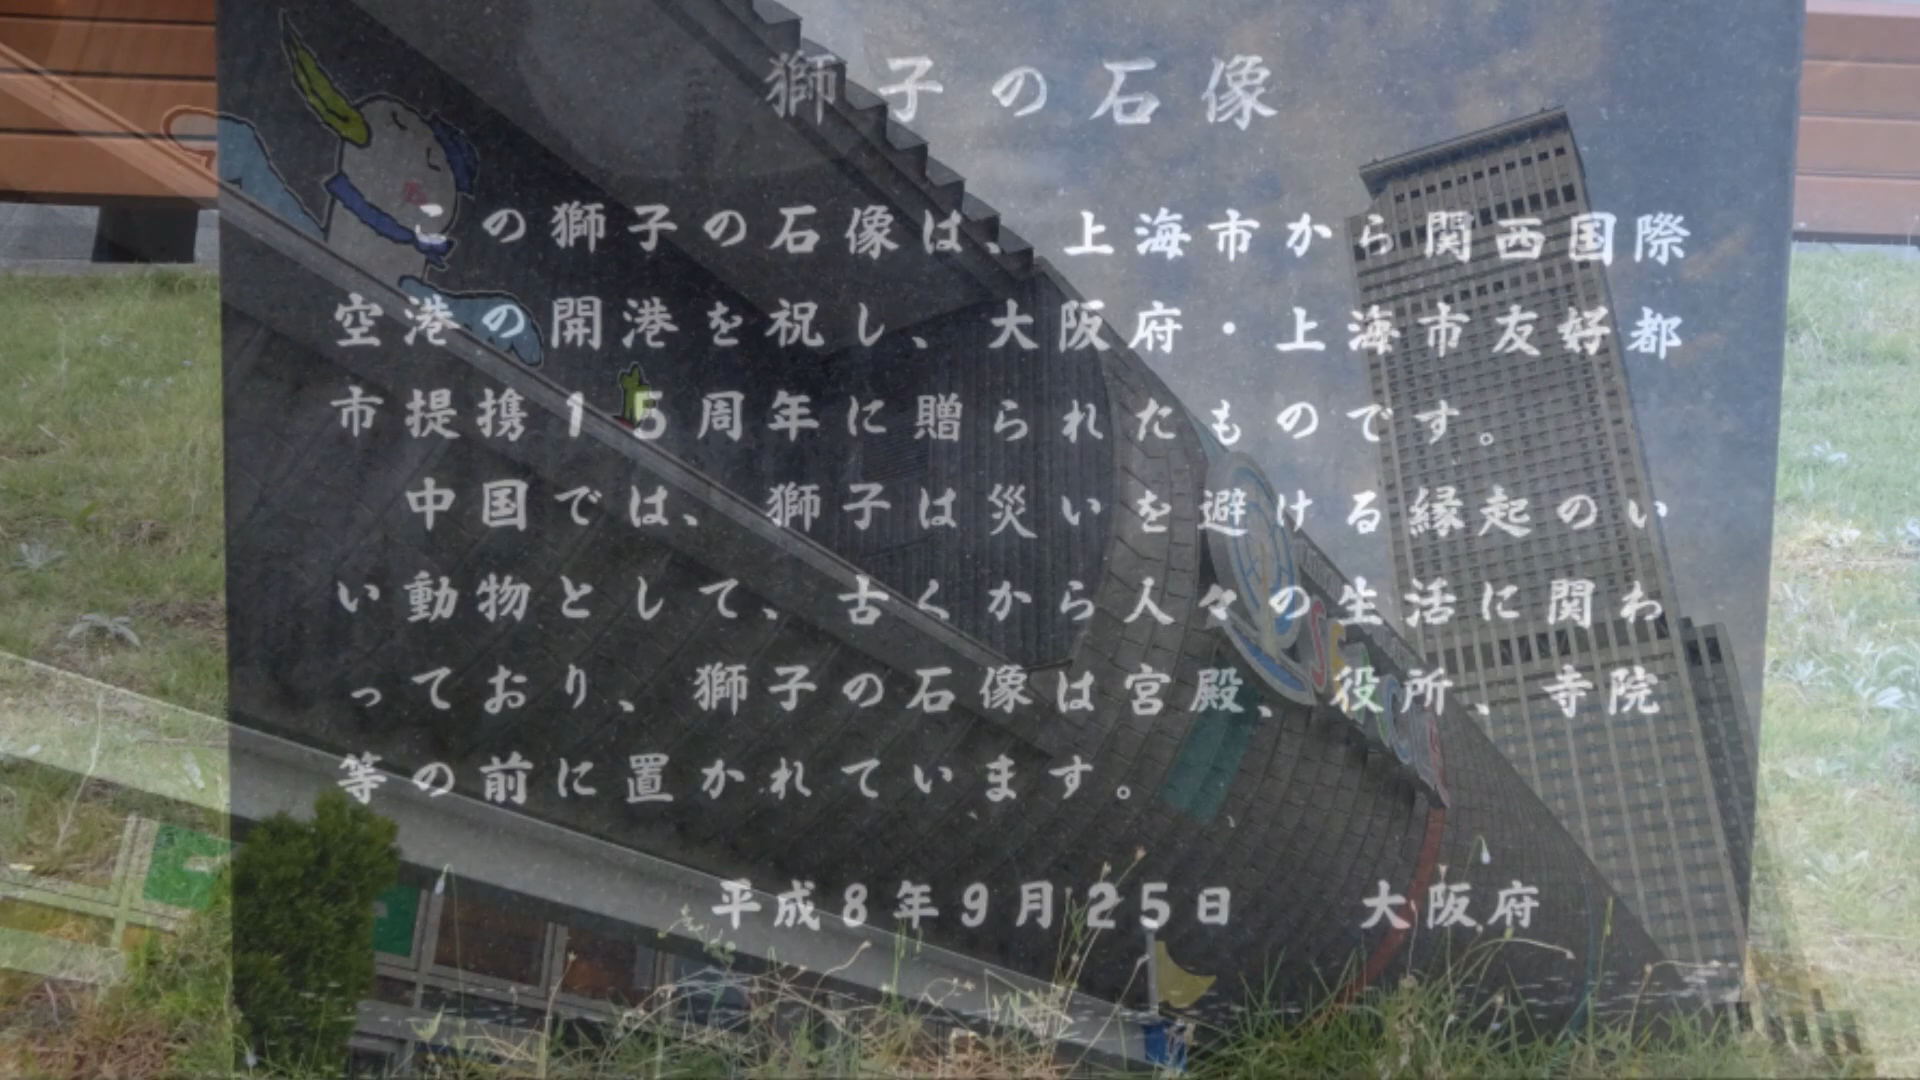 獅子の石像
この獅子の石像は、上海市から関西国際
空港の開港を祝し、大阪府・上海市友好都
市提携15周年に贈られたものです。
中国では、獅子は災いを避ける縁起のい
い動物として、古くから人々の生活に関わ
っており、獅子の石像は宮殿、役所、寺院
等の前に置かれています。
平成8年9月25日 大阪府